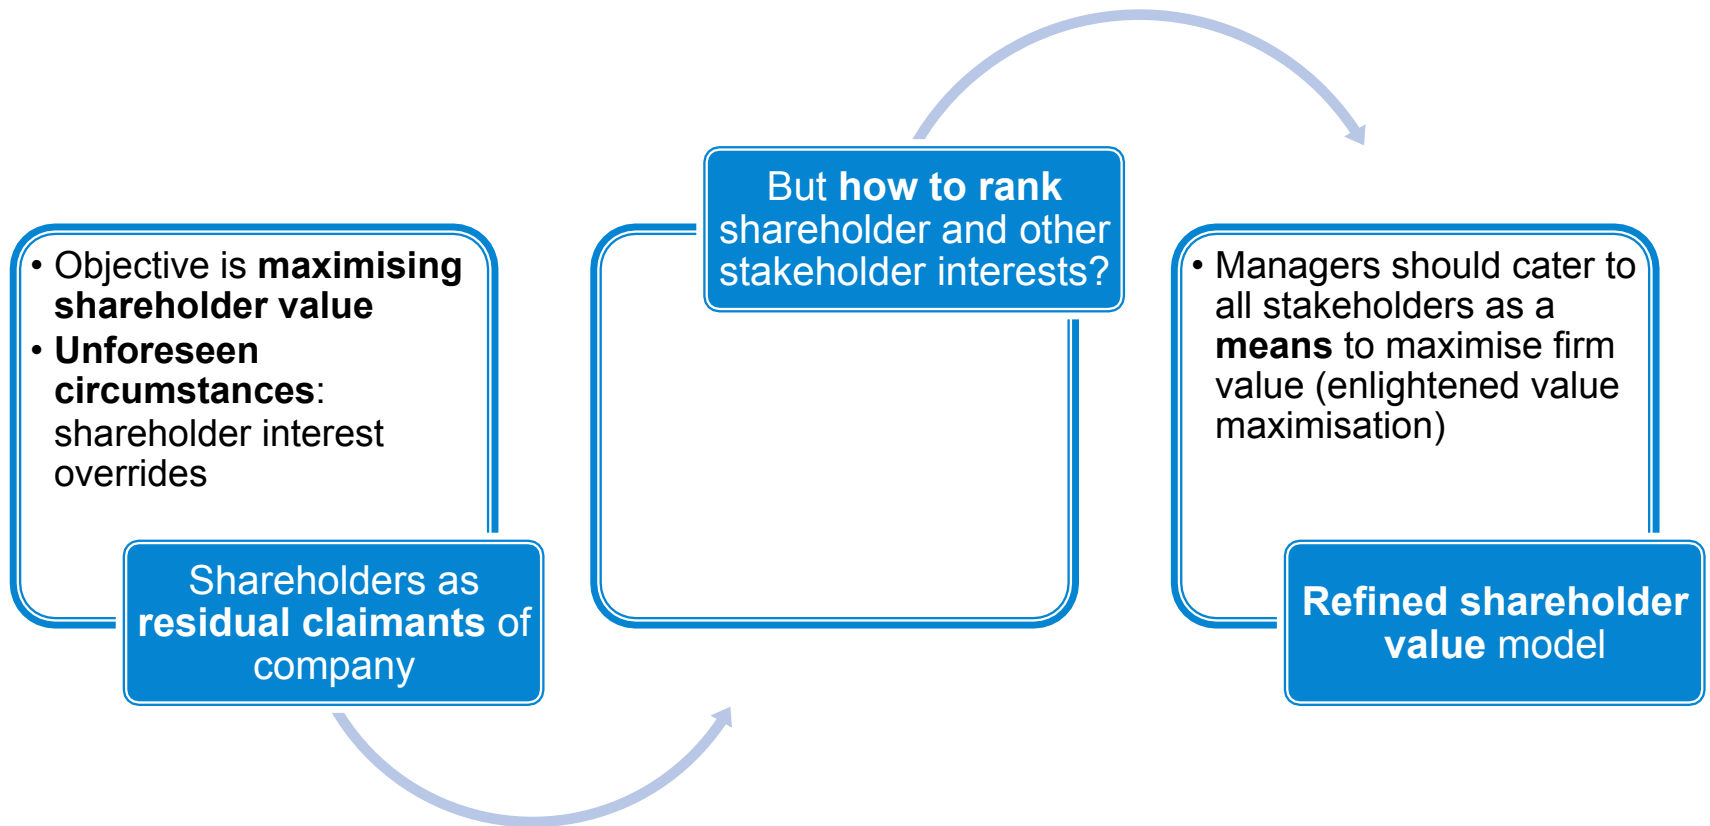 • Objective is maximising
shareholder value
• Unforeseen
circumstances:
shareholder interest
overrides
Shareholders as
residual claimants of
company
But how to rank
shareholder and other
stakeholder interests?
• Managers should cater to
all stakeholders as a
means to maximise firm
value (enlightened value
maximisation)
Refined shareholder
value model